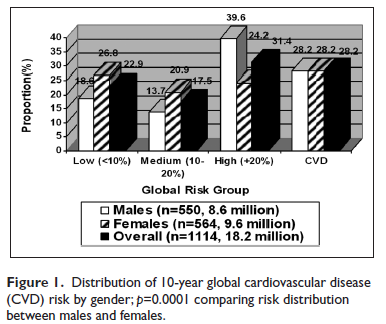 39.6
40
35
30
25
20
15
10
5
0
26.8
22.9
13.7
20.9
17.5
24.2
31.4
28.2 28.2 28.2
Proportion(%)
Low (<10%) Medium (10- High (+20%) CVD
20%)
Global Risk Group
Males (n=550, 8.6 million)
Females (n=564, 9.6 million)
Overall (n=1114, 18.2 million)
Figure 1. Distribution of 10-year global cardiovascular disease
(CVD) risk by gender; p=0.0001 comparing risk distribution
between males and females.